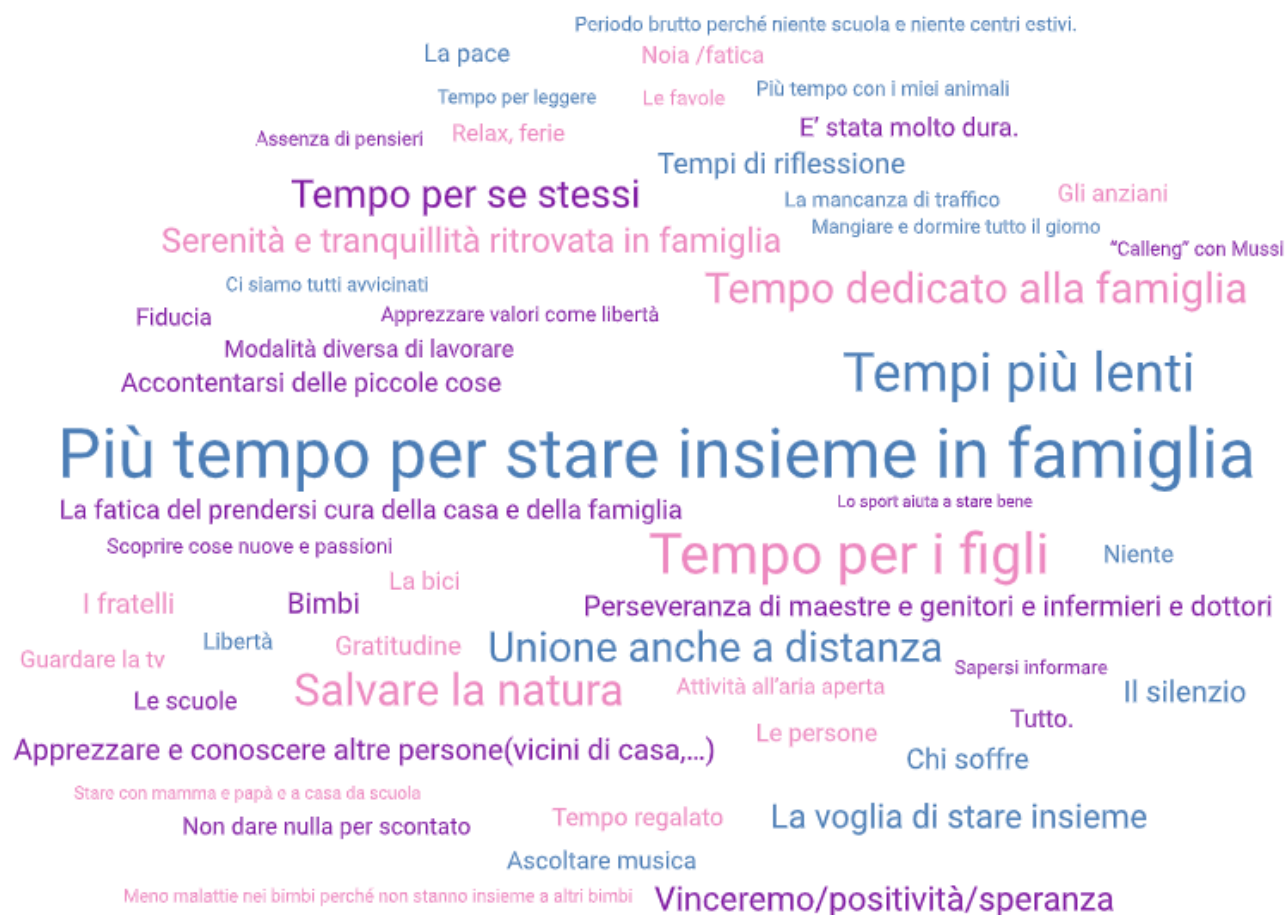 Periodo brutto perché niente scuola e niente centri estivi.
La pace
Noia /fatica
Tempo per leggere
Le favole
Più tempo con i miei animali
Assenza di pensieri
Relax, ferie
E' stata molto dura.
Tempi di riflessione
Tempo per se stessi
La mancanza di traffico
Gli anziani
Serenità e tranquillità ritrovata in famiglia
Mangiare e dormire tutto il giorno
“Calleng” con Mussi
Ci siamo tutti avvicinati
Tempo dedicato alla famiglia
Fiducia
Apprezzare valori come libertà
Modalità diversa di lavorare
Tempi più lenti
Accontentarsi delle piccole cose
Più tempo per stare insieme in famiglia
La fatica del prendersi cura della casa e della famiglia
Lo sport aiuta a stare bene
Scoprire cose nuove e passioni
Tempo per i figli
Niente
La bici
I fratelli
Bimbi
Perseveranza di maestre e genitori e infermieri e dottori
Libertà
Gratitudine
Unione anche a distanza
Guardare la tv
Sapersi informare
Le scuole
Salvare la natura
Attività all'aria aperta
Il silenzio
Tutto.
Le persone
Apprezzare e conoscere altre persone(vicini di casa,...)
Chi soffre
Stare con mamma e papà e a casa da scuola
Non dare nulla per scontato
Tempo regalato
La voglia di stare insieme
Ascoltare musica
Meno malattie nei bimbi perché non stanno insieme a altri bimbi
Vinceremo/positività/speranza